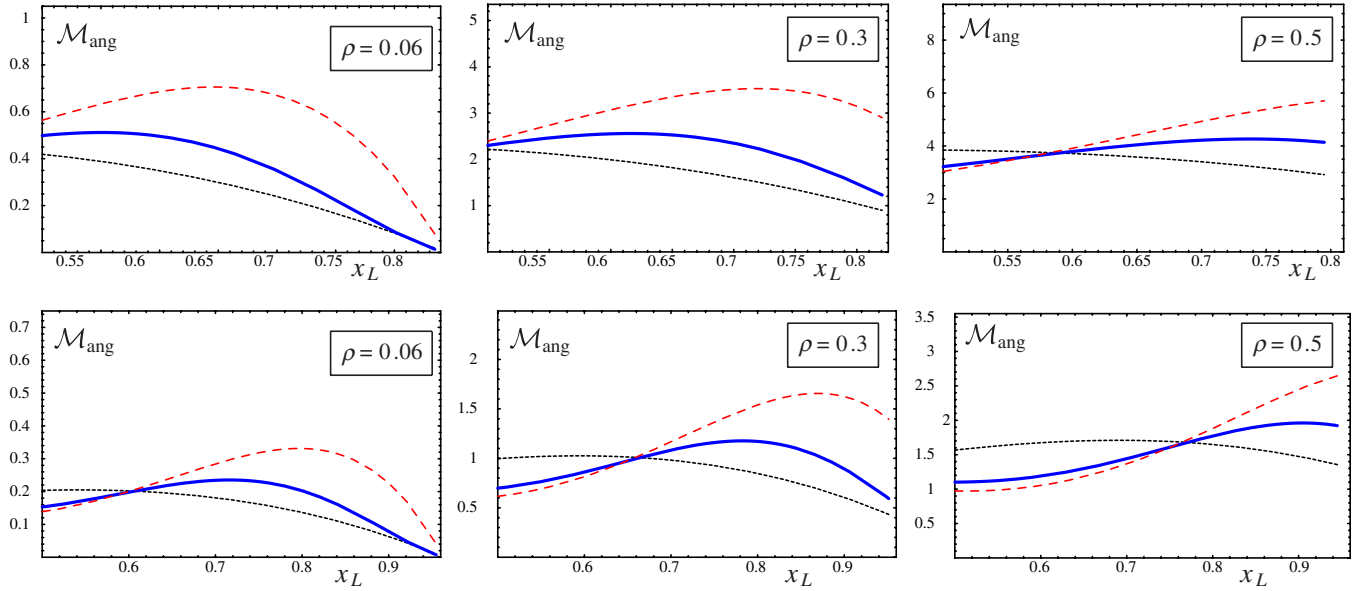 1
0.8
0.6
0.4
0.2
ℳ_ang
ρ = 0.06
0.55 0.6 0.65 0.7 0.75 0.8
x_L
5
4
3
2
1
ℳ_ang
ρ = 0.3
0.55 0.6 0.65 0.7 0.75 0.8
x_L
8
6
4
2
ℳ_ang
ρ = 0.5
0.5 0.55 0.6 0.65 0.7 0.75 0.8
x_L
0.7
0.6
0.5
0.4
0.3
0.2
0.1
ℳ_ang
ρ = 0.06
0.6 0.7 0.8 0.9
x_L
2
1.5
1
0.5
ℳ_ang
ρ = 0.3
0.6 0.7 0.8 0.9
x_L
3.5
3
2.5
2
1.5
1
0.5
ℳ_ang
ρ = 0.5
0.6 0.7 0.8 0.9
x_L